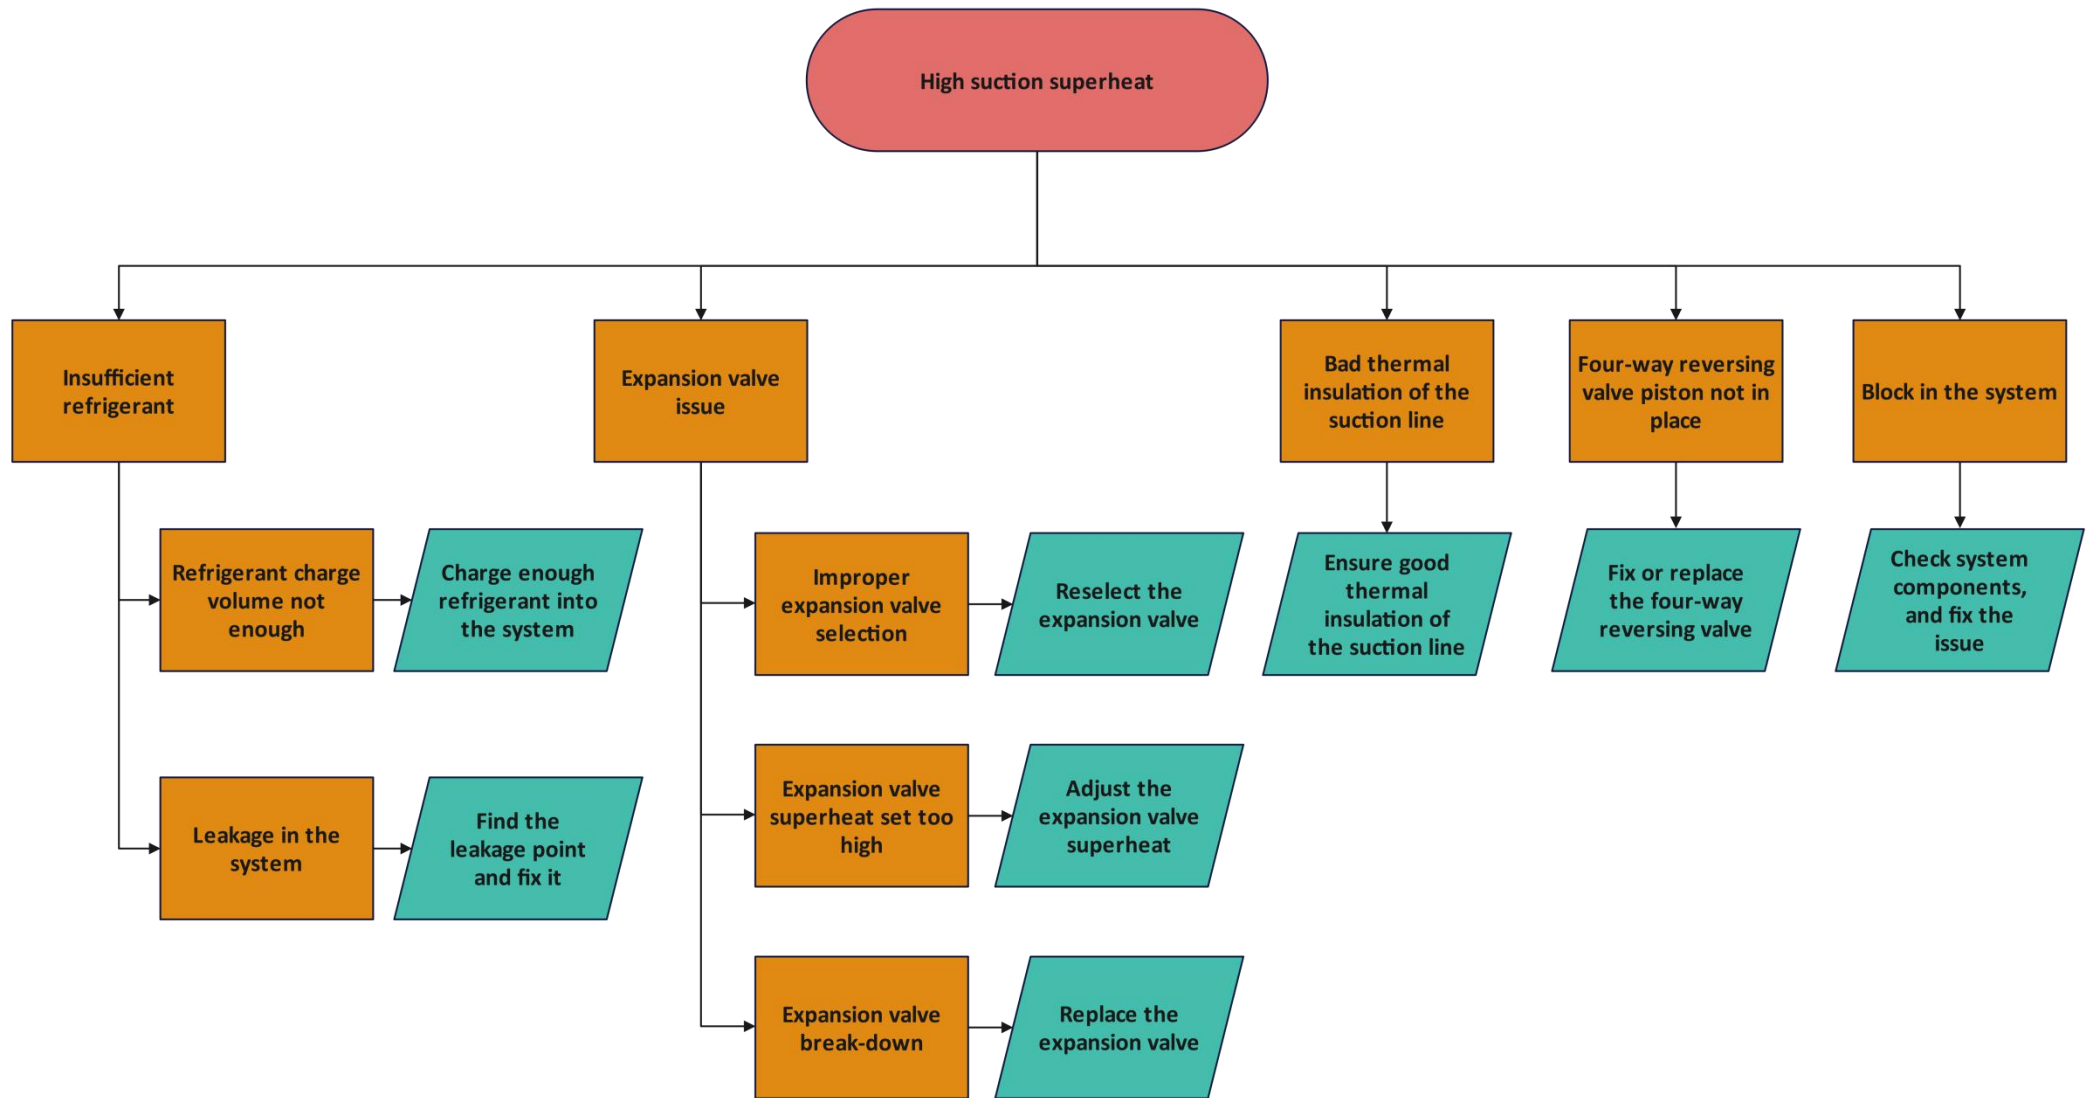 High suction superheat
Insufficient
refrigerant
Expansion valve
issue
Bad thermal
insulation of the
suction line
Four-way reversing
valve piston not in
place
Block in the system
Refrigerant charge
volume not
enough
Charge enough
refrigerant into
the system
Improper
expansion valve
selection
Reselect the
expansion valve
Ensure good
thermal
insulation of
the suction line
Fix or replace
the four-way
reversing valve
Check system
components,
and fix the
issue
Leakage in the
system
Find the
leakage point
and fix it
Expansion valve
superheat set too
high
Adjust the
expansion valve
superheat
Expansion valve
break-down
Replace the
expansion valve